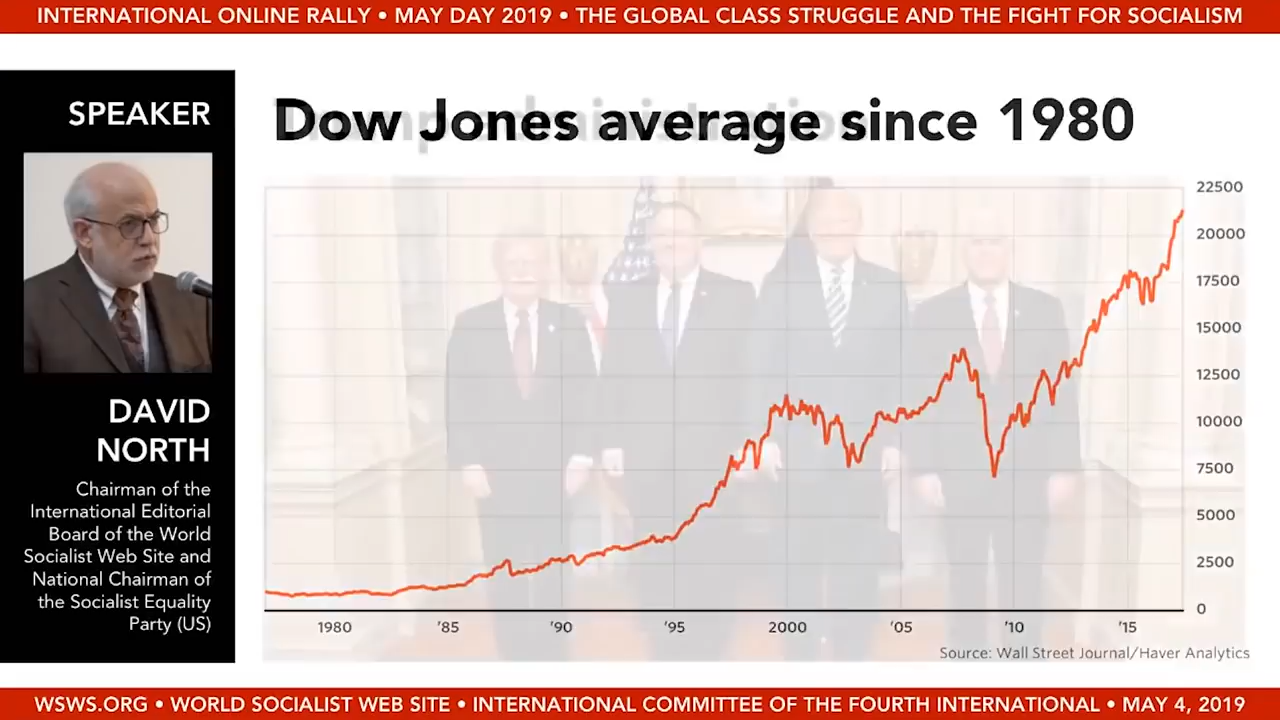 INTERNATIONAL ONLINE RALLY • MAY DAY 2019 • THE GLOBAL CLASS STRUGGLE AND THE FIGHT FOR SOCIALISM
SPEAKER
DAVID
NORTH
Chairman of the
International Editorial
Board of the World
Socialist Web Site and
National Chairman of
the Socialist Equality
Party (US)
Dow Jones average since 1980
22500
20000
17500
15000
12500
10000
7500
5000
2500
0
1980 '85 '90 '95 2000 '05 '10 '15
Source: Wall Street Journal/Haver Analytics
WSWS.ORG • WORLD SOCIALIST WEB SITE • INTERNATIONAL COMMITTEE OF THE FOURTH INTERNATIONAL • MAY 4, 2019